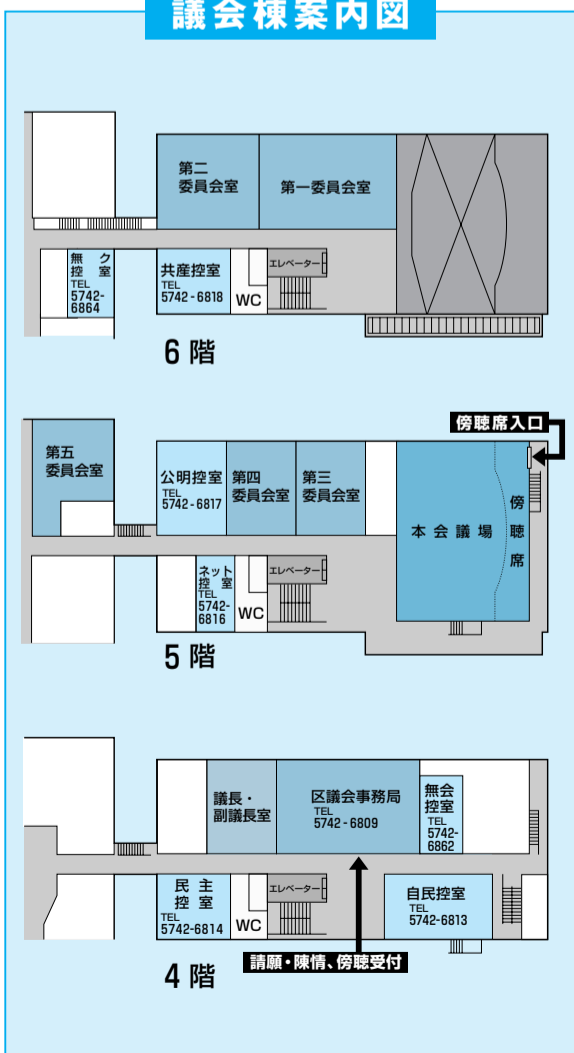 議会棟案内図
第二
委員会室
第一委員会室
無ク
控室
TEL
5742-
6864
共産控室
TEL
5742-6818
WC
エレベーター
6階
傍聴席入口
第五
委員会室
公明控室
TEL
5742-6817
第四
委員会室
第三
委員会室
本会議場
傍聴席
ネット
控室
TEL
5742-
6816
WC
エレベーター
5階
議長・
副議長室
区議会事務局
TEL
5742-6809
無会
控室
TEL
5742-
6862
民主
控室
TEL
5742-6814
WC
エレベーター
自民控室
TEL
5742-6813
請願・陳情、傍聴受付
4階